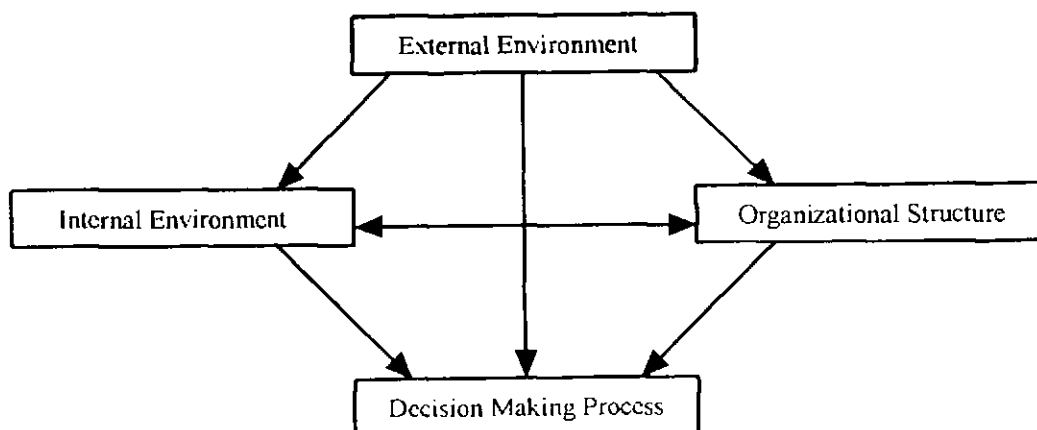 External Environment
Internal Environment
Organizational Structure
Decision Making Process